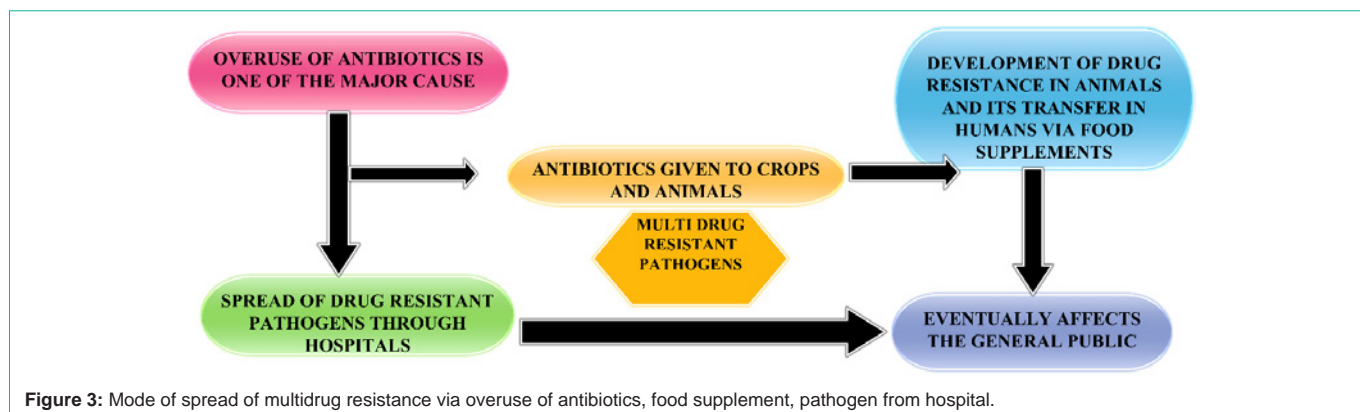 OVERUSE OF ANTIBIOTICS IS
ONE OF THE MAJOR CAUSE
DEVELOPMENT OF DRUG
RESISTANCE IN ANIMALS
AND ITS TRANSFER IN
HUMANS VIA FOOD
SUPPLEMENTS
ANTIBIOTICS GIVEN TO CROPS
AND ANIMALS
MULTI DRUG
RESISTANT
PATHOGENS
SPREAD OF DRUG RESISTANT
PATHOGENS THROUGH
HOSPITALS
EVENTUALLY AFFECTS
THE GENERAL PUBLIC
Figure 3: Mode of spread of multidrug resistance via overuse of antibiotics, food supplement, pathogen from hospital.